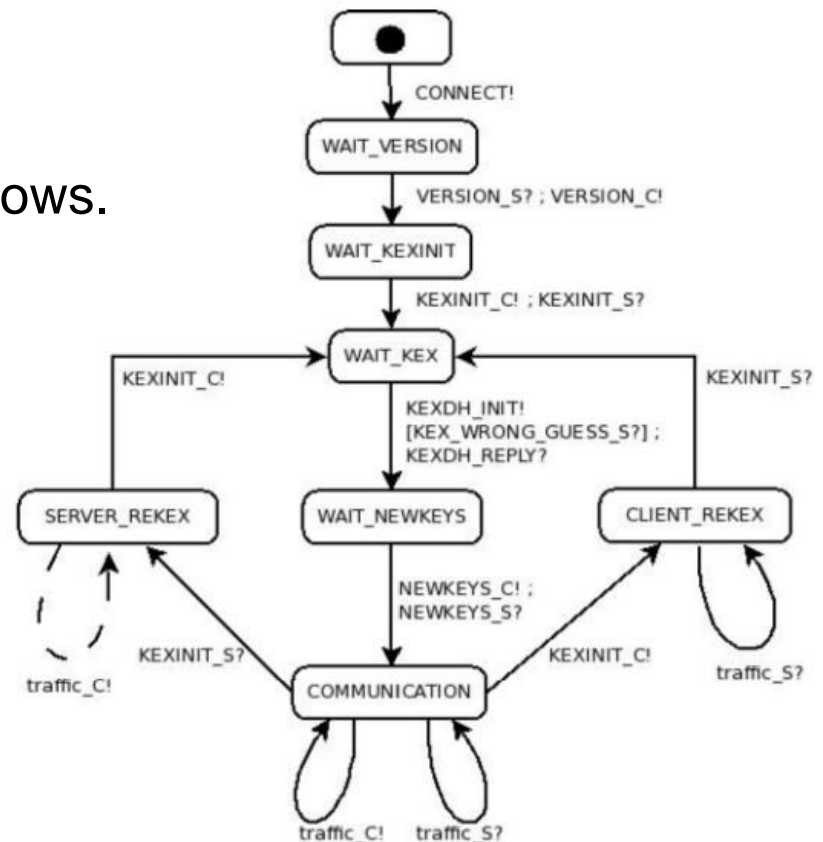 CONNECT!
WAIT_VERSION
ows.
VERSION_S? ; VERSION_C!
WAIT_KEXINIT
KEXINIT_C! ; KEXINIT_S?
WAIT_KEX
KEXINIT_C!
KEXINIT_S?
KEXDH_INIT!
[KEX_WRONG_GUESS_S?] ;
KEXDH_REPLY?
SERVER_REKEX
WAIT_NEWKEYS
CLIENT_REKEX
NEWKEYS_C! ;
NEWKEYS_S?
KEXINIT_S?
KEXINIT_C!
traffic_C!
traffic_S?
COMMUNICATION
traffic_C!
traffic_S?